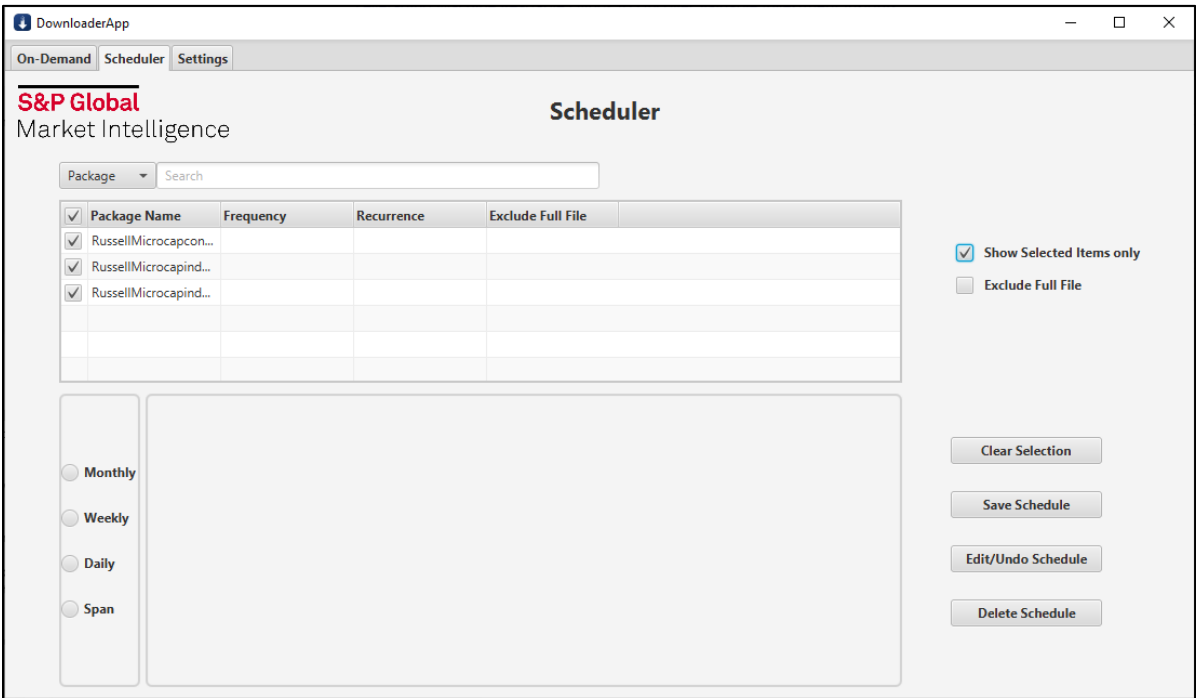 DownloaderApp
On-Demand Scheduler Settings
S&P Global
Market Intelligence
Scheduler
Package Search
Package Name Frequency Recurrence Exclude Full File
RussellMicrocapcon...
RussellMicrocapind...
RussellMicrocapind...
Show Selected Items only
Exclude Full File
Monthly
Weekly
Daily
Span
Clear Selection
Save Schedule
Edit/Undo Schedule
Delete Schedule